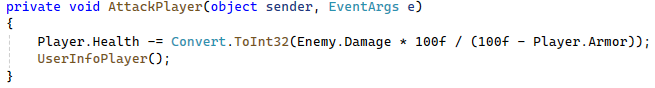 private void AttackPlayer(object sender, EventArgs e)
{
Player.Health -= Convert.ToInt32(Enemy.Damage * 100f / (100f - Player.Armor));
UserInfoPlayer();
}